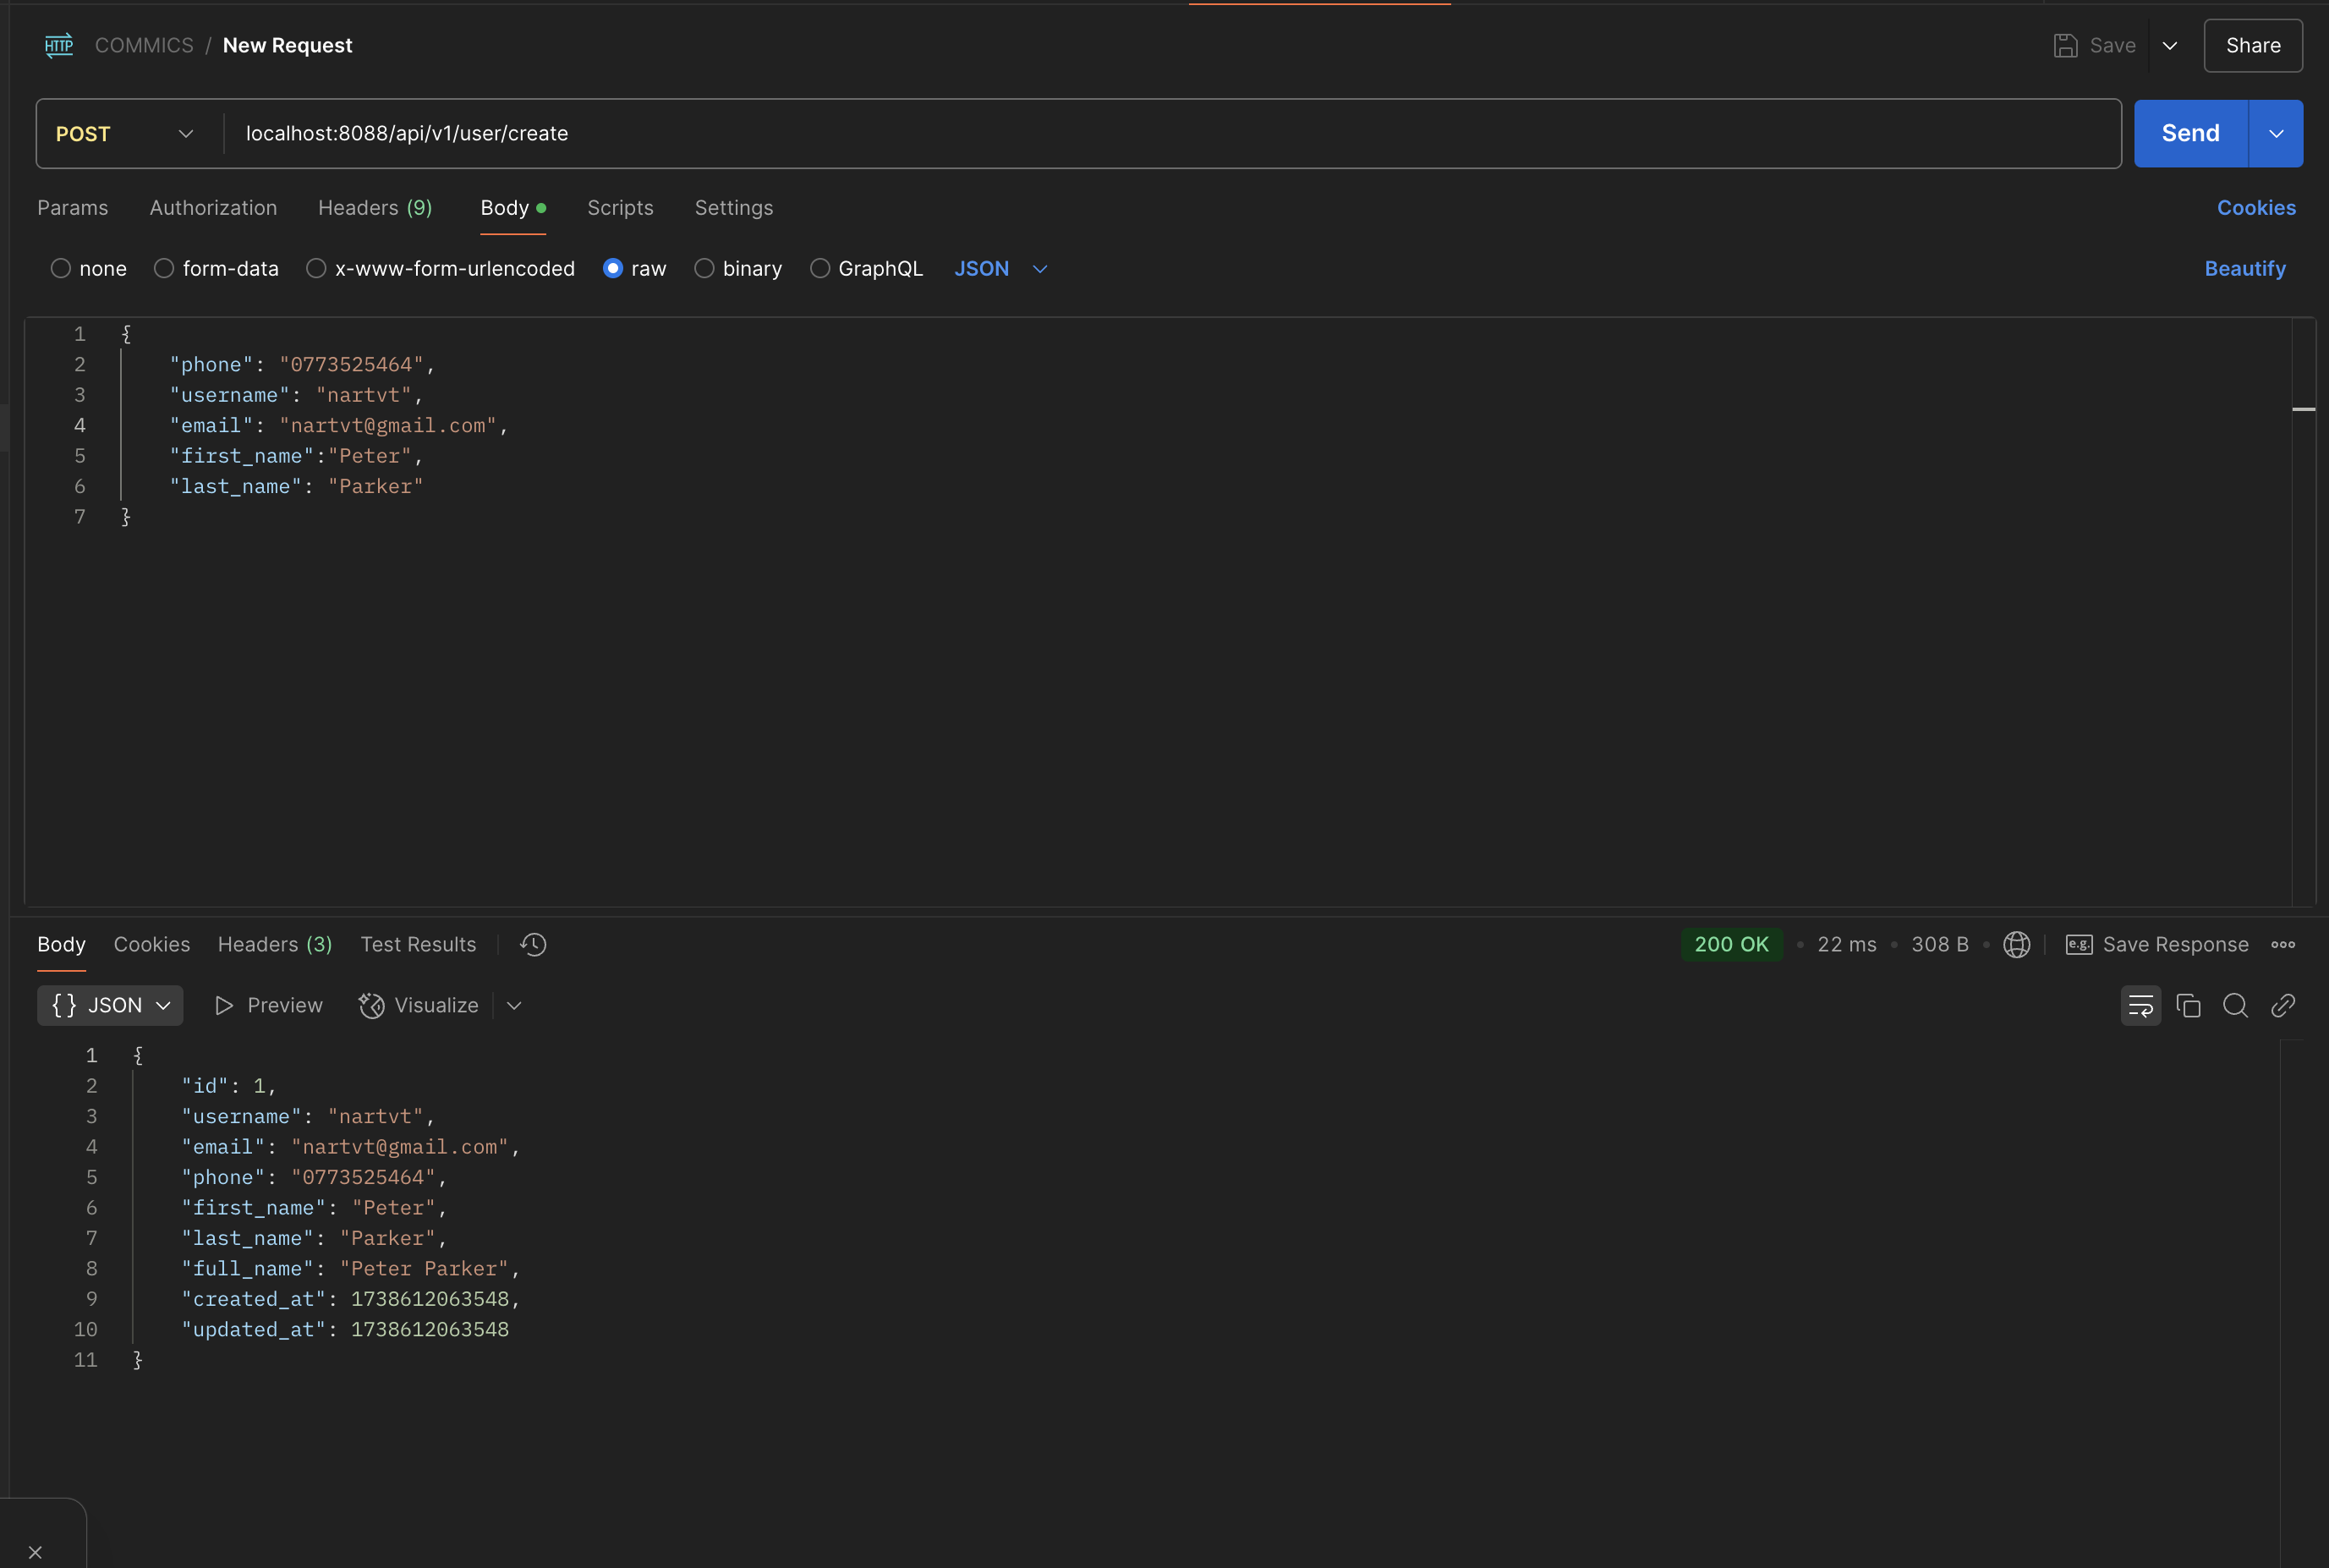 HTTP COMMICS / New Request Save Share
POST localhost:8088/api/v1/user/create Send
Params Authorization Headers (9) Body Scripts Settings Cookies
none form-data x-www-form-urlencoded raw binary GraphQL JSON Beautify
1 {
2 "phone": "0773525464",
3 "username": "nartvt",
4 "email": "nartvt@gmail.com",
5 "first_name":"Peter",
6 "last_name": "Parker"
7 }
Body Cookies Headers (3) Test Results 200 OK • 22 ms • 308 B • e.g. Save Response
{} JSON Preview Visualize
1 {
2 "id": 1,
3 "username": "nartvt",
4 "email": "nartvt@gmail.com",
5 "phone": "0773525464",
6 "first_name": "Peter",
7 "last_name": "Parker",
8 "full_name": "Peter Parker",
9 "created_at": 1738612063548,
10 "updated_at": 1738612063548
11 }